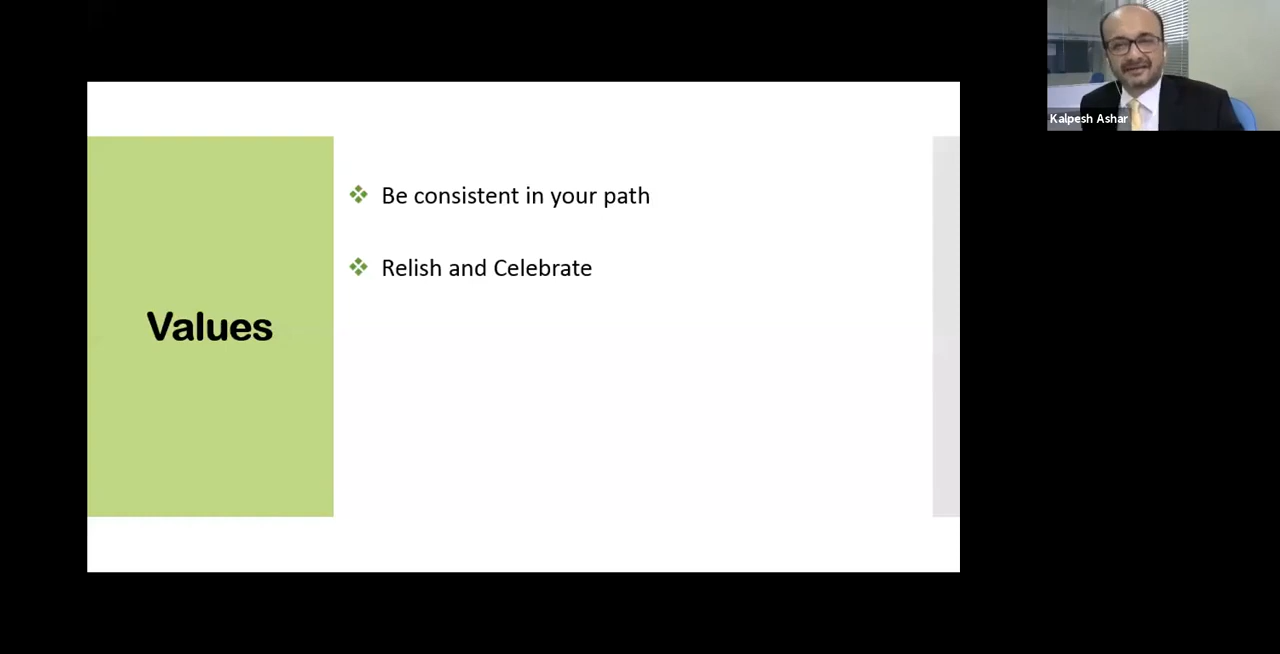 Kalpesh Ashar
Values
Be consistent in your path
Relish and Celebrate